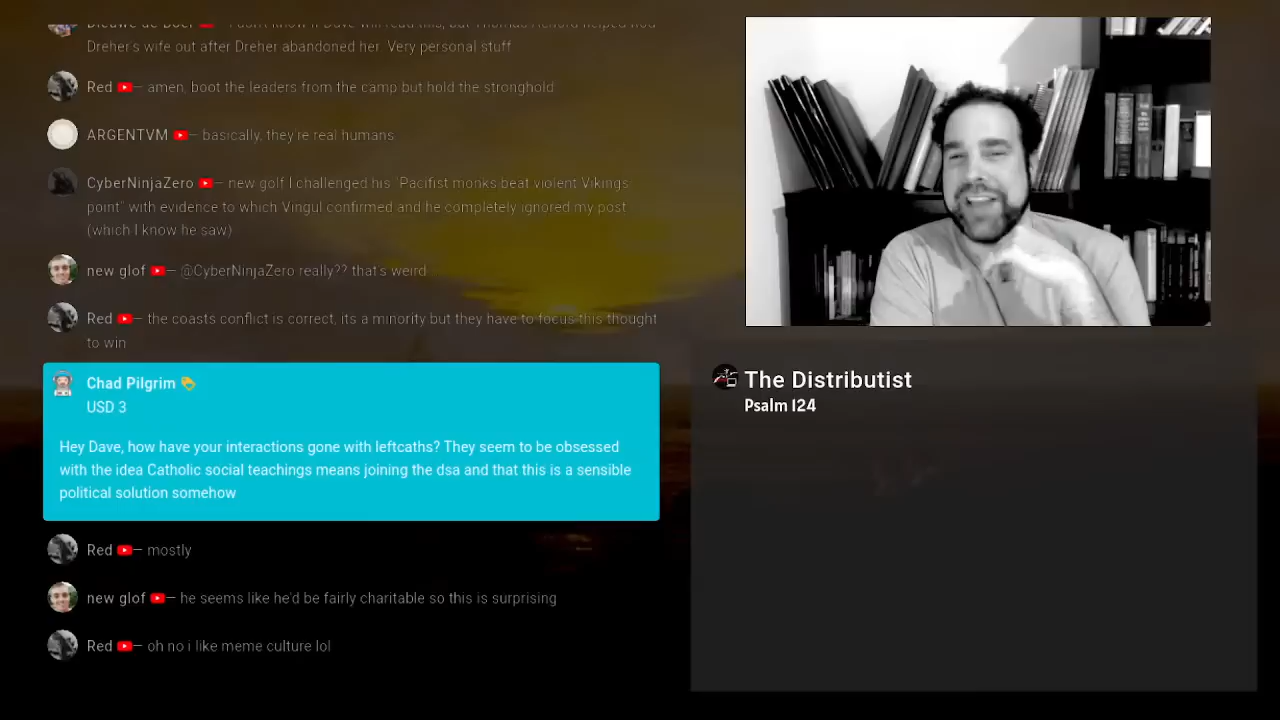 Dreher's wife out after Dreher abandoned her. Very personal stuff
Red — amen, boot the leaders from the camp but hold the stronghold
ARGENTVM — basically, they're real humans
CyberNinjaZero — new golf I challenged his "Pacifist monks beat violent Vikings
point" with evidence to which Vingul confirmed and he completely ignored my post
(which I know he saw)
new glof — @CyberNinjaZero really?? that's weird
Red — the coasts conflict is correct, its a minority but they have to focus this thought
to win
Chad Pilgrim
USD 3
Hey Dave, how have your interactions gone with leftcaths? They seem to be obsessed
with the idea Catholic social teachings means joining the dsa and that this is a sensible
political solution somehow
Red — mostly
new glof — he seems like he'd be fairly charitable so this is surprising
Red — oh no i like meme culture lol
The Distributist
Psalm 124